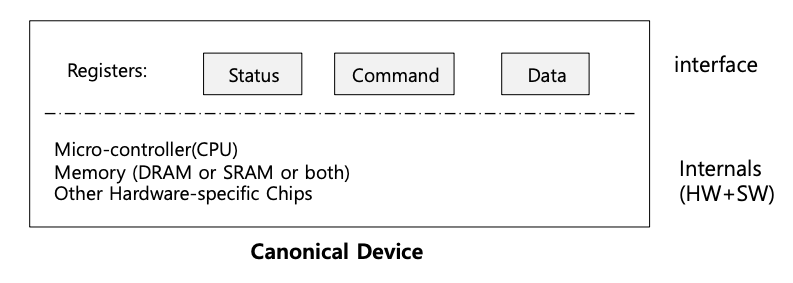 Registers: Status Command Data interface
Micro-controller(CPU)
Memory (DRAM or SRAM or both)
Other Hardware-specific Chips
Internals
(HW+SW)
Canonical Device